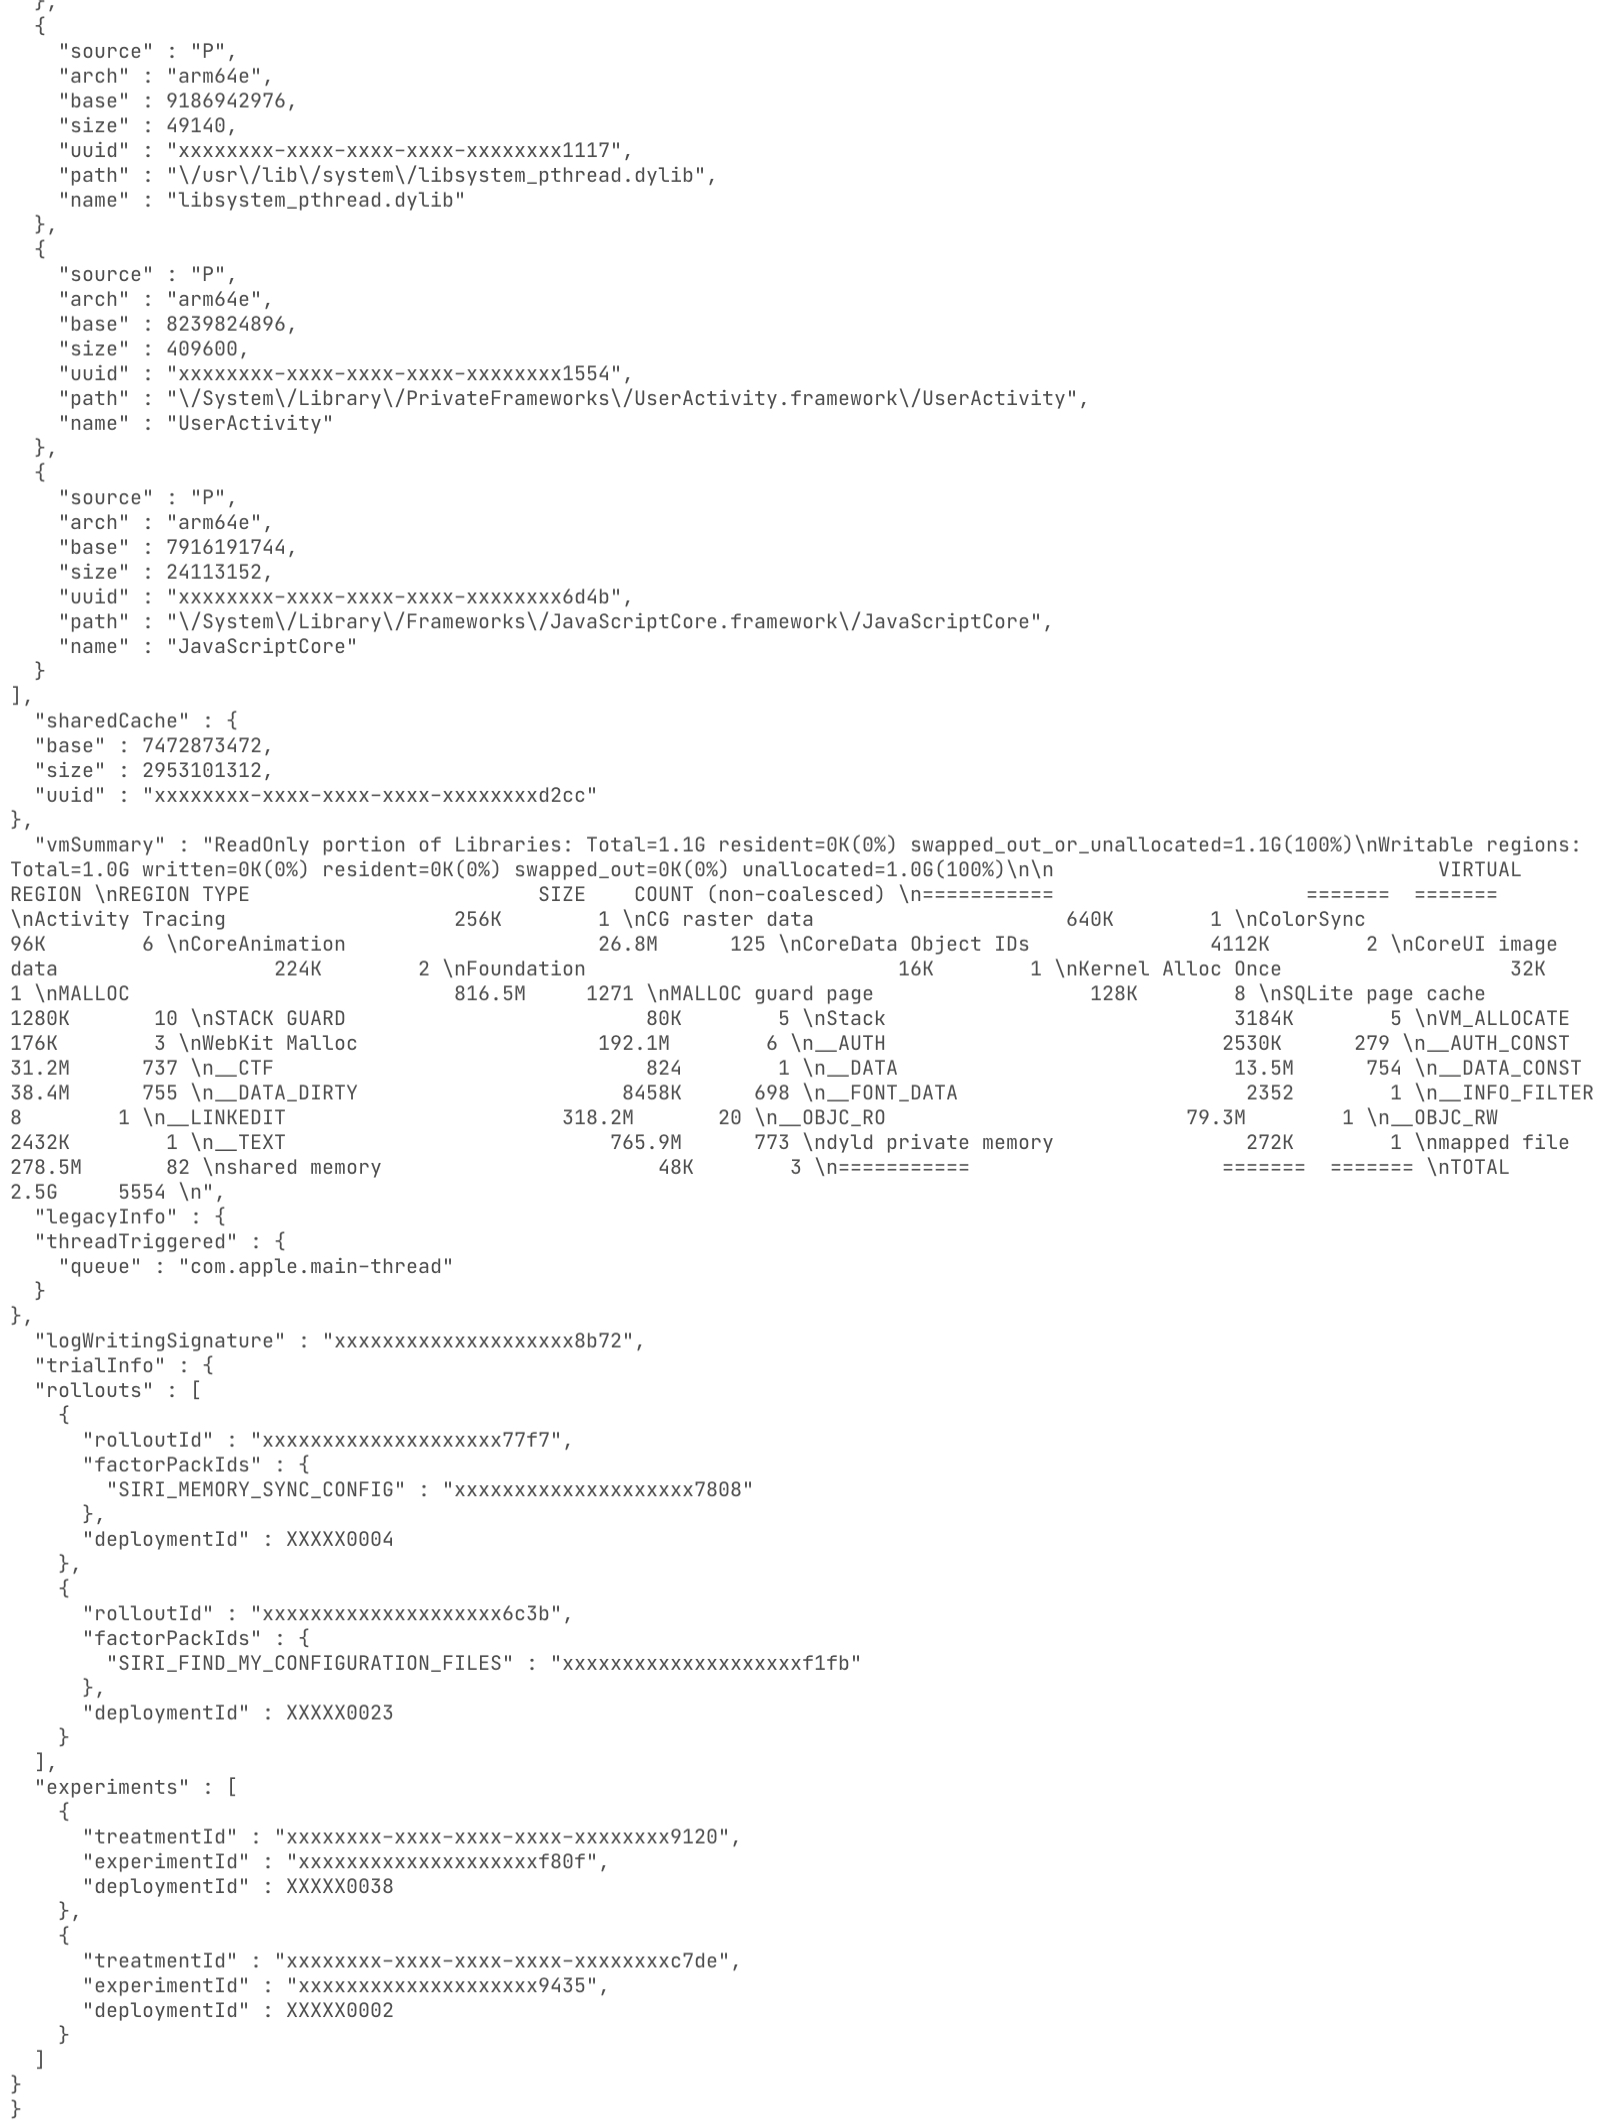 },
{
"source" : "P",
"arch" : "arm64e",
"base" : 9186942976,
"size" : 49140,
"uuid" : "xxxxxxxx-xxxx-xxxx-xxxx-xxxxxxxx1117",
"path" : "\/usr\/lib\/system\/libsystem_pthread.dylib",
"name" : "libsystem_pthread.dylib"
},
{
"source" : "P",
"arch" : "arm64e",
"base" : 8239824896,
"size" : 409600,
"uuid" : "xxxxxxxx-xxxx-xxxx-xxxx-xxxxxxxx1554",
"path" : "\/System\/Library\/PrivateFrameworks\/UserActivity.framework\/UserActivity",
"name" : "UserActivity"
},
{
"source" : "P",
"arch" : "arm64e",
"base" : 7916191744,
"size" : 24113152,
"uuid" : "xxxxxxxx-xxxx-xxxx-xxxx-xxxxxxxx6d4b",
"path" : "\/System\/Library\/Frameworks\/JavaScriptCore.framework\/JavaScriptCore",
"name" : "JavaScriptCore"
}
],
"sharedCache" : {
"base" : 7472873472,
"size" : 2953101312,
"uuid" : "xxxxxxxx-xxxx-xxxx-xxxx-xxxxxxxxd2cc"
},
"vmSummary" : "ReadOnly portion of Libraries: Total=1.1G resident=0K(0%) swapped_out_or_unallocated=1.1G(100%)\nWritable regions:
Total=1.0G written=0K(0%) resident=0K(0%) swapped_out=0K(0%) unallocated=1.0G(100%)\n\n VIRTUAL
REGION \nREGION TYPE SIZE COUNT (non-coalesced) \n=========== ======= =======
\nActivity Tracing 256K 1 \nCG raster data 640K 1 \nColorSync
96K 6 \nCoreAnimation 26.8M 125 \nCoreData Object IDs 4112K 2 \nCoreUI image
data 224K 2 \nFoundation 16K 1 \nKernel Alloc Once 32K
1 \nMALLOC 816.5M 1271 \nMALLOC guard page 128K 8 \nSQLite page cache
1280K 10 \nSTACK GUARD 80K 5 \nStack 3184K 5 \nVM_ALLOCATE
176K 3 \nWebKit Malloc 192.1M 6 \n__AUTH 2530K 279 \n__AUTH_CONST
31.2M 737 \n__CTF 824 1 \n__DATA 13.5M 754 \n__DATA_CONST
38.4M 755 \n__DATA_DIRTY 8458K 698 \n__FONT_DATA 2352 1 \n__INFO_FILTER
8 1 \n__LINKEDIT 318.2M 20 \n__OBJC_RO 79.3M 1 \n__OBJC_RW
2432K 1 \n__TEXT 765.9M 773 \ndyld private memory 272K 1 \nmapped file
278.5M 82 \nshared memory 48K 3 \n=========== ======= ======= \nTOTAL
2.5G 5554 \n",
"legacyInfo" : {
"threadTriggered" : {
"queue" : "com.apple.main-thread"
}
},
"logWritingSignature" : "xxxxxxxxxxxxxxxxxxxx8b72",
"trialInfo" : {
"rollouts" : [
{
"rolloutId" : "xxxxxxxxxxxxxxxxxxxx77f7",
"factorPackIds" : {
"SIRI_MEMORY_SYNC_CONFIG" : "xxxxxxxxxxxxxxxxxxxx7808"
},
"deploymentId" : XXXXX0004
},
{
"rolloutId" : "xxxxxxxxxxxxxxxxxxxx6c3b",
"factorPackIds" : {
"SIRI_FIND_MY_CONFIGURATION_FILES" : "xxxxxxxxxxxxxxxxxxxxf1fb"
},
"deploymentId" : XXXXX0023
}
],
"experiments" : [
{
"treatmentId" : "xxxxxxxx-xxxx-xxxx-xxxx-xxxxxxxx9120",
"experimentId" : "xxxxxxxxxxxxxxxxxxxxf80f",
"deploymentId" : XXXXX0038
},
{
"treatmentId" : "xxxxxxxx-xxxx-xxxx-xxxx-xxxxxxxxc7de",
"experimentId" : "xxxxxxxxxxxxxxxxxxxx9435",
"deploymentId" : XXXXX0002
}
]
}
}